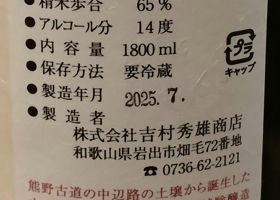 ●精米歩合 65%
●アルコール分 14度
●内容量 1800ml
●保存方法 要冷蔵
●製造年月 2025.7.
●製造者
株式会社吉村秀雄商店
和歌山県岩出市畑毛72番地
☎0736-62-2121
熊野古道の中辺路の土壌から誕生した
プラ
キャップ